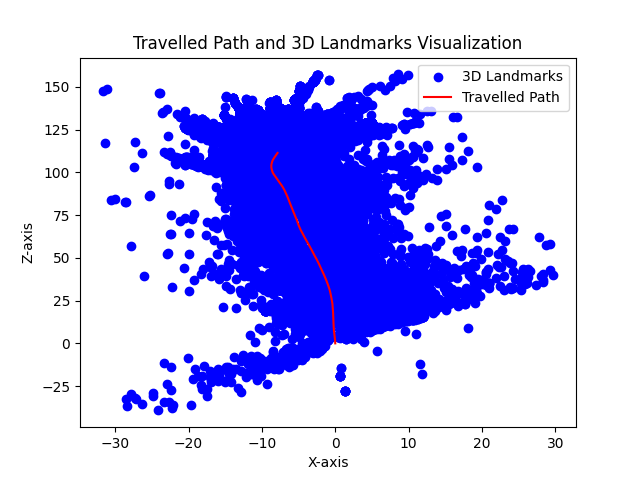 Travelled Path and 3D Landmarks Visualization
3D Landmarks
Travelled Path
Z-axis
150
125
100
75
50
25
0
−25
−30 −20 −10 0 10 20 30
X-axis